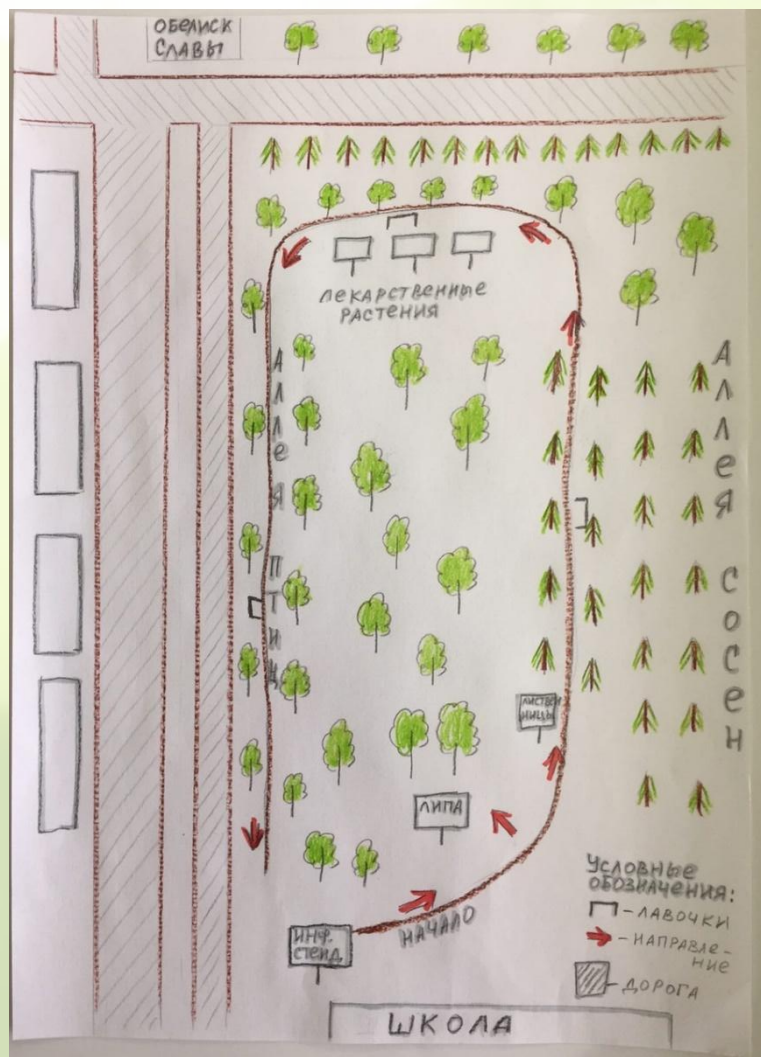 ОБЕЛИСК
СЛАВЫ
ЛЕКАРСТВЕННЫЕ
РАСТЕНИЯ
АЛЛЕЯ ПТИЦ
АЛЛЕЯ СОСЕН
ЛИСТВЕН
НИЦЫ
ЛИПА
НАЧАЛО
ИНФ.
СТЕНД
ШКОЛА
УСЛОВНЫЕ
ОБОЗНАЧЕНИЯ:
- ЛАВОЧКИ
- НАПРАВЛЕ-
НИЕ
- ДОРОГА